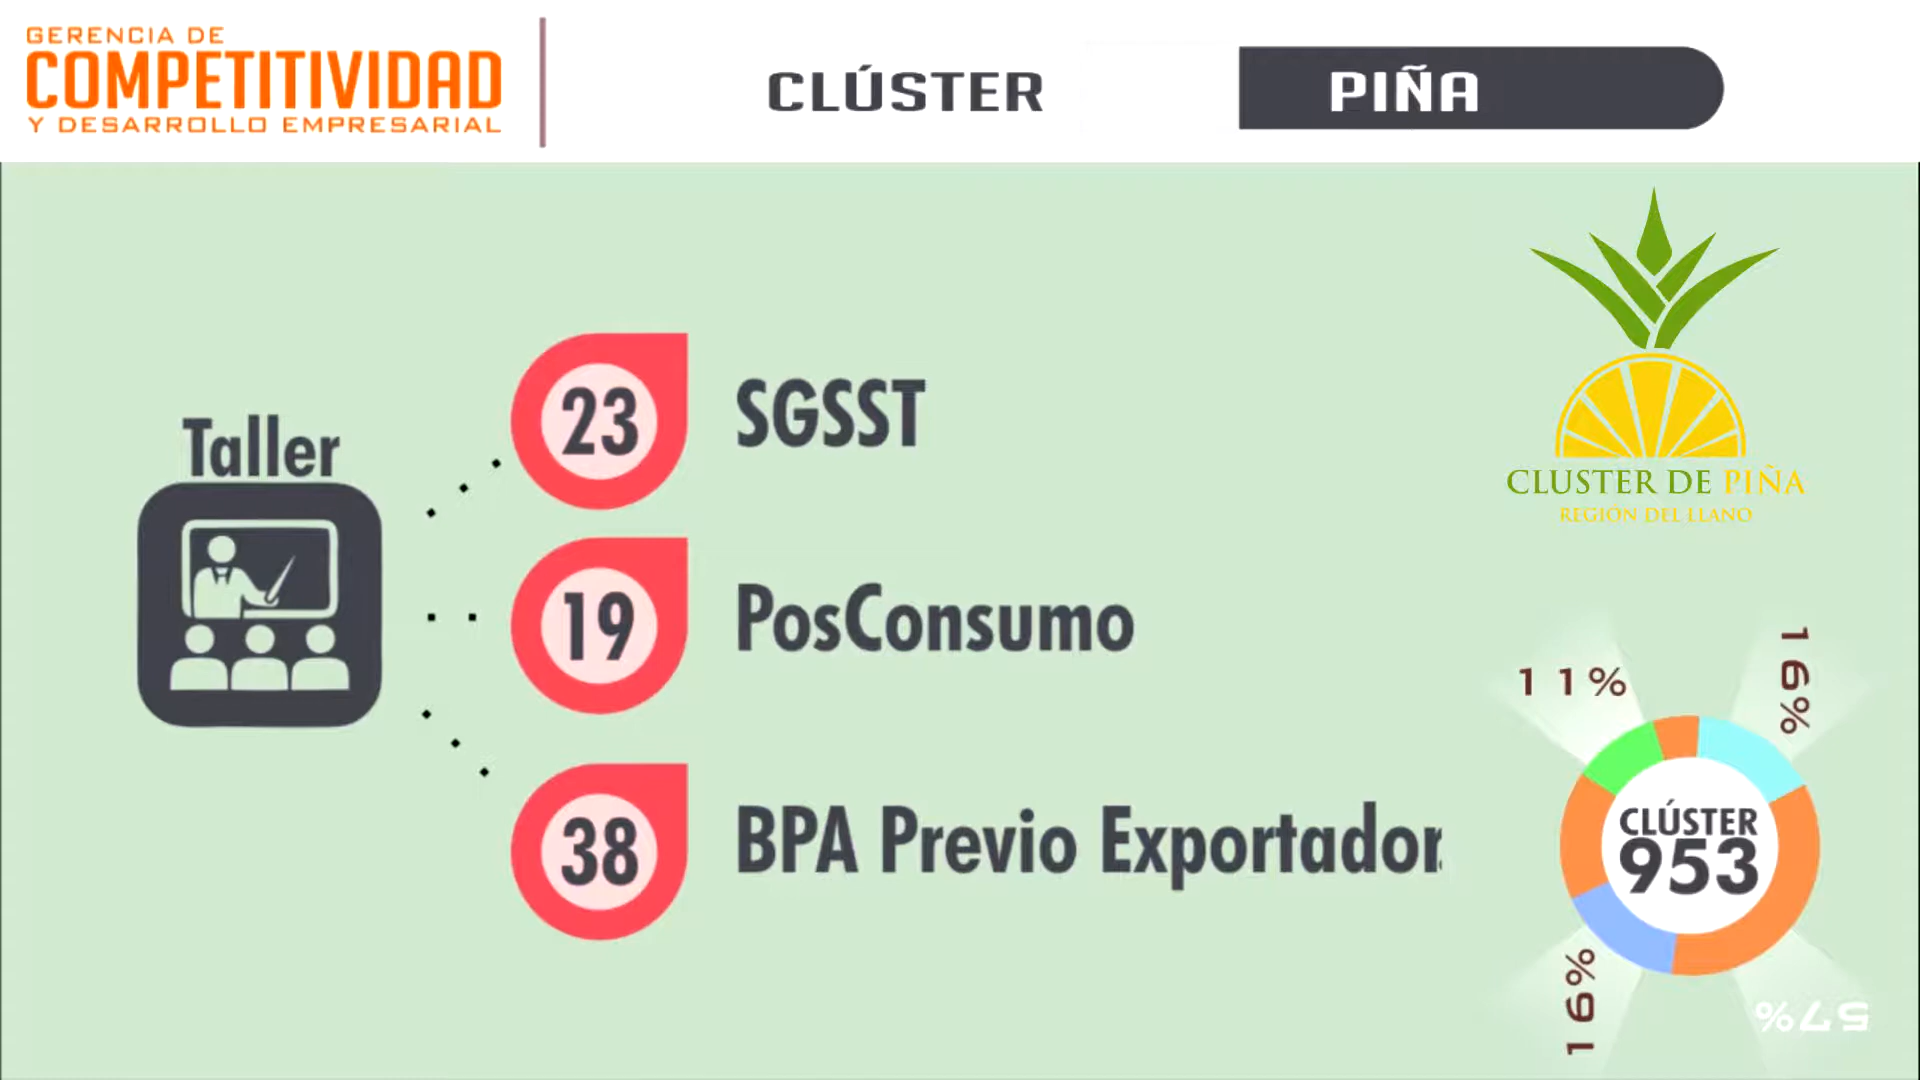 GERENCIA DE
COMPETITIVIDAD
Y DESARROLLO EMPRESARIAL
CLÚSTER
PIÑA
Taller
23
SGSST
19
PosConsumo
38
BPA Previo Exportador
CLUSTER DE PIÑA
REGIÓN DEL LLANO
11%
16%
CLÚSTER
953
16%
57%